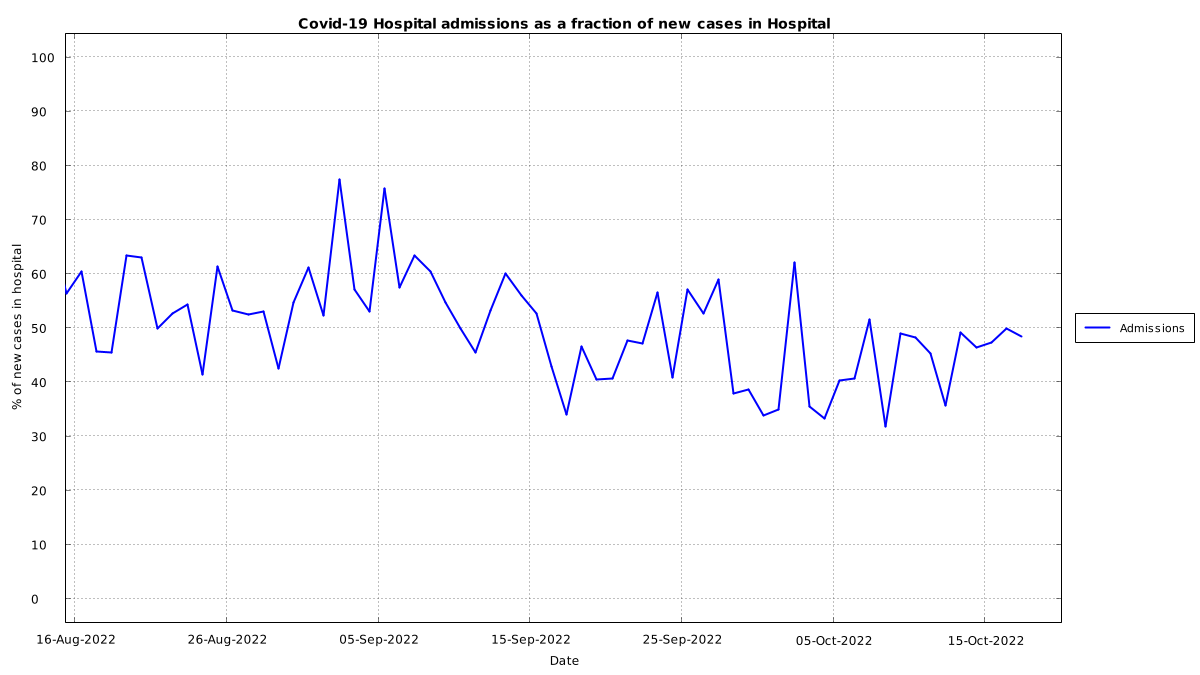 Covid-19 Hospital admissions as a fraction of new cases in Hospital
100
90
80
70
60
50
40
30
20
10
0
% of new cases in hospital
16-Aug-2022
26-Aug-2022
05-Sep-2022
15-Sep-2022
25-Sep-2022
05-Oct-2022
15-Oct-2022
Date
Admissions